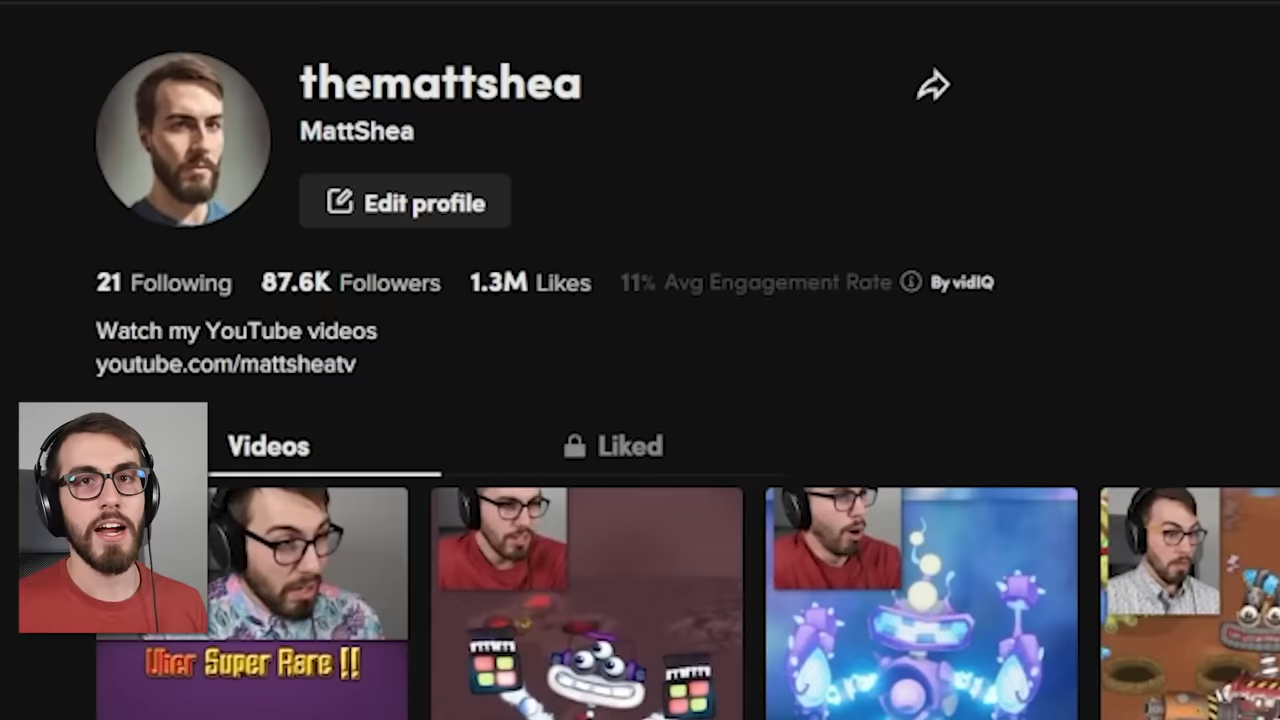 themattshea
MattShea
Edit profile
21 Following 87.6K Followers 1.3M Likes 11% Avg Engagement Rate By vidIQ
Watch my YouTube videos
youtube.com/mattsheatv
Videos Liked
Uber Super Rare !!